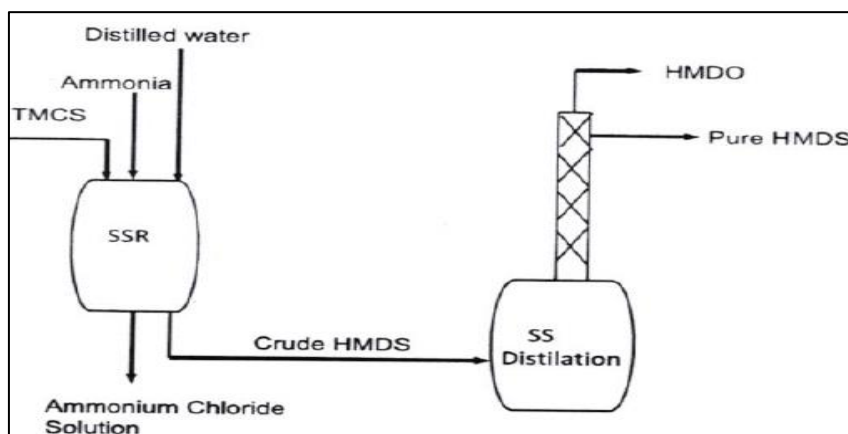 Distilled water
Ammonia
TMCS
HMDO
Pure HMDS
SSR
Crude HMDS
SS
Distilation
Ammonium Chloride
Solution